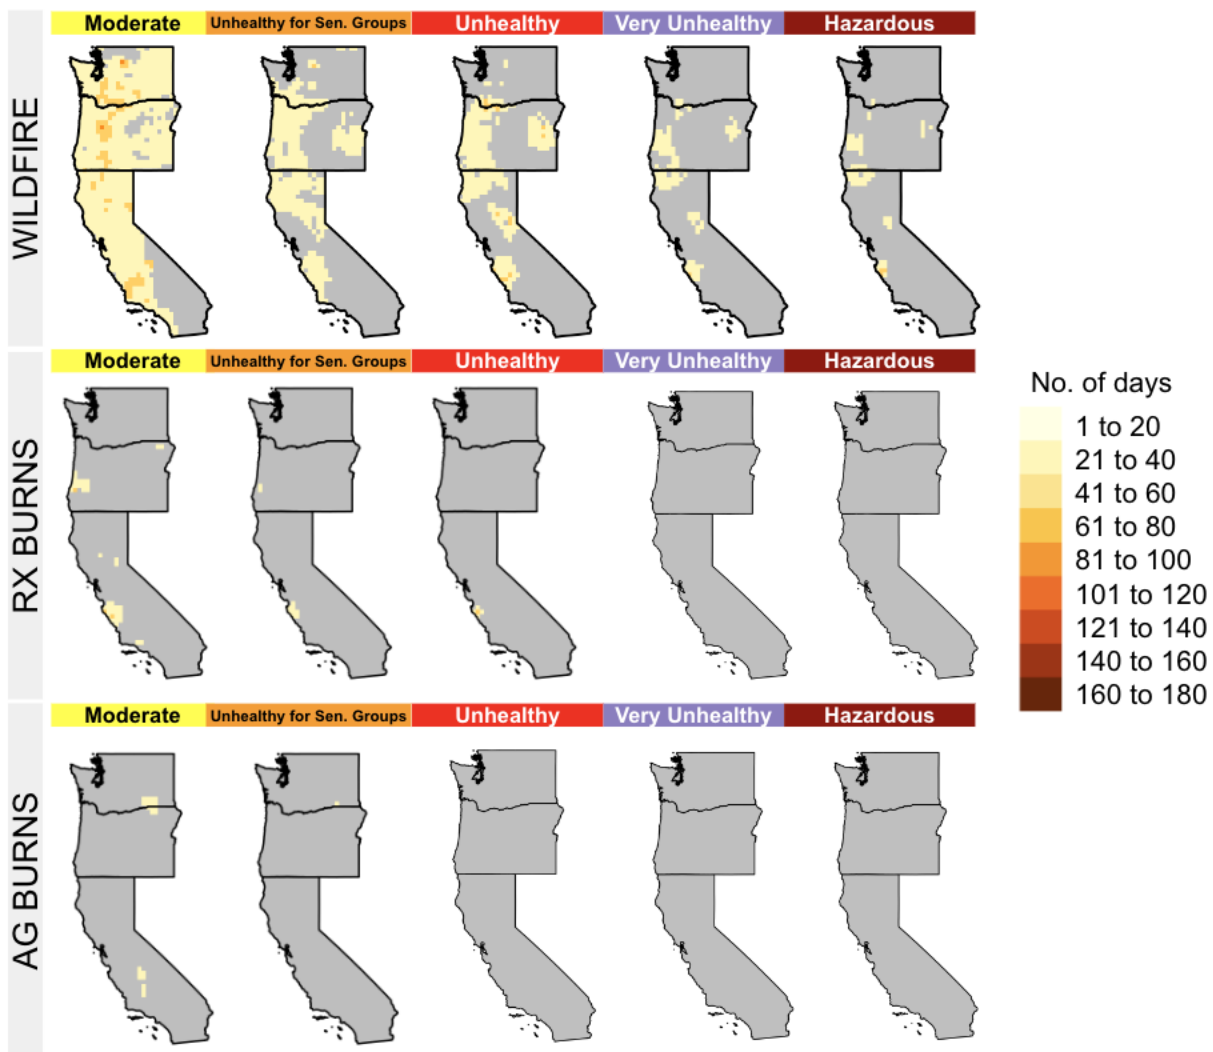 Moderate Unhealthy for Sen. Groups Unhealthy Very Unhealthy Hazardous
WILDFIRE
Moderate Unhealthy for Sen. Groups Unhealthy Very Unhealthy Hazardous
RX BURNS
Moderate Unhealthy for Sen. Groups Unhealthy Very Unhealthy Hazardous
AG BURNS
No. of days
1 to 20
21 to 40
41 to 60
61 to 80
81 to 100
101 to 120
121 to 140
140 to 160
160 to 180